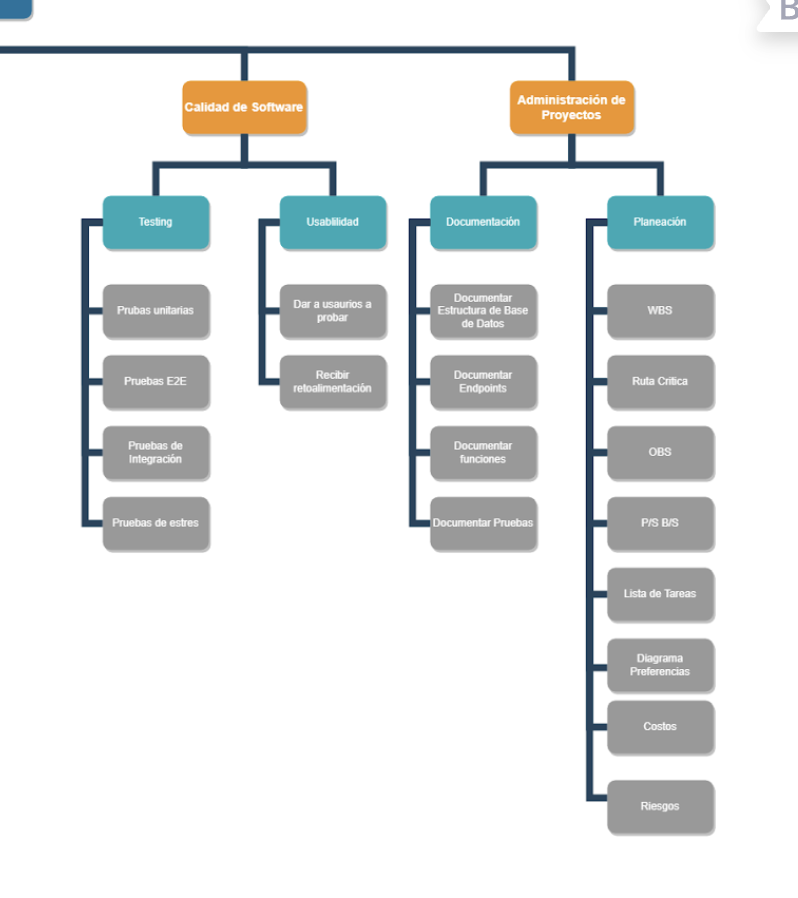 B
Calidad de Software
Administración de
Proyectos
Testing
Usablilidad
Documentación
Planeación
Prubas unitarias
Dar a usaurios a
probar
Documentar
Estructura de Base
de Datos
WBS
Pruebas E2E
Recibir
retoalimentación
Documentar
Endpoints
Ruta Critica
Pruebas de
Integración
Documentar
funciones
OBS
Pruebas de estres
Documentar Pruebas
P/S B/S
Lista de Tareas
Diagrama
Preferencias
Costos
Riesgos